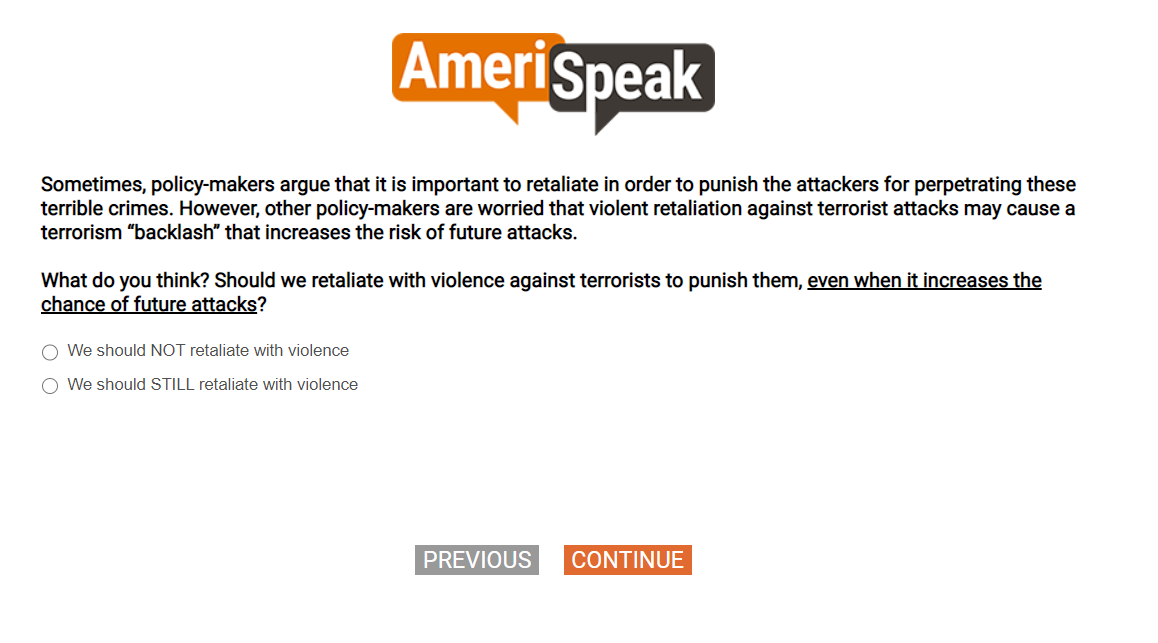 AmeriSpeak
Sometimes, policy-makers argue that it is important to retaliate in order to punish the attackers for perpetrating these
terrible crimes. However, other policy-makers are worried that violent retaliation against terrorist attacks may cause a
terrorism “backlash” that increases the risk of future attacks.
What do you think? Should we retaliate with violence against terrorists to punish them, even when it increases the
chance of future attacks?
We should NOT retaliate with violence
We should STILL retaliate with violence
PREVIOUS CONTINUE